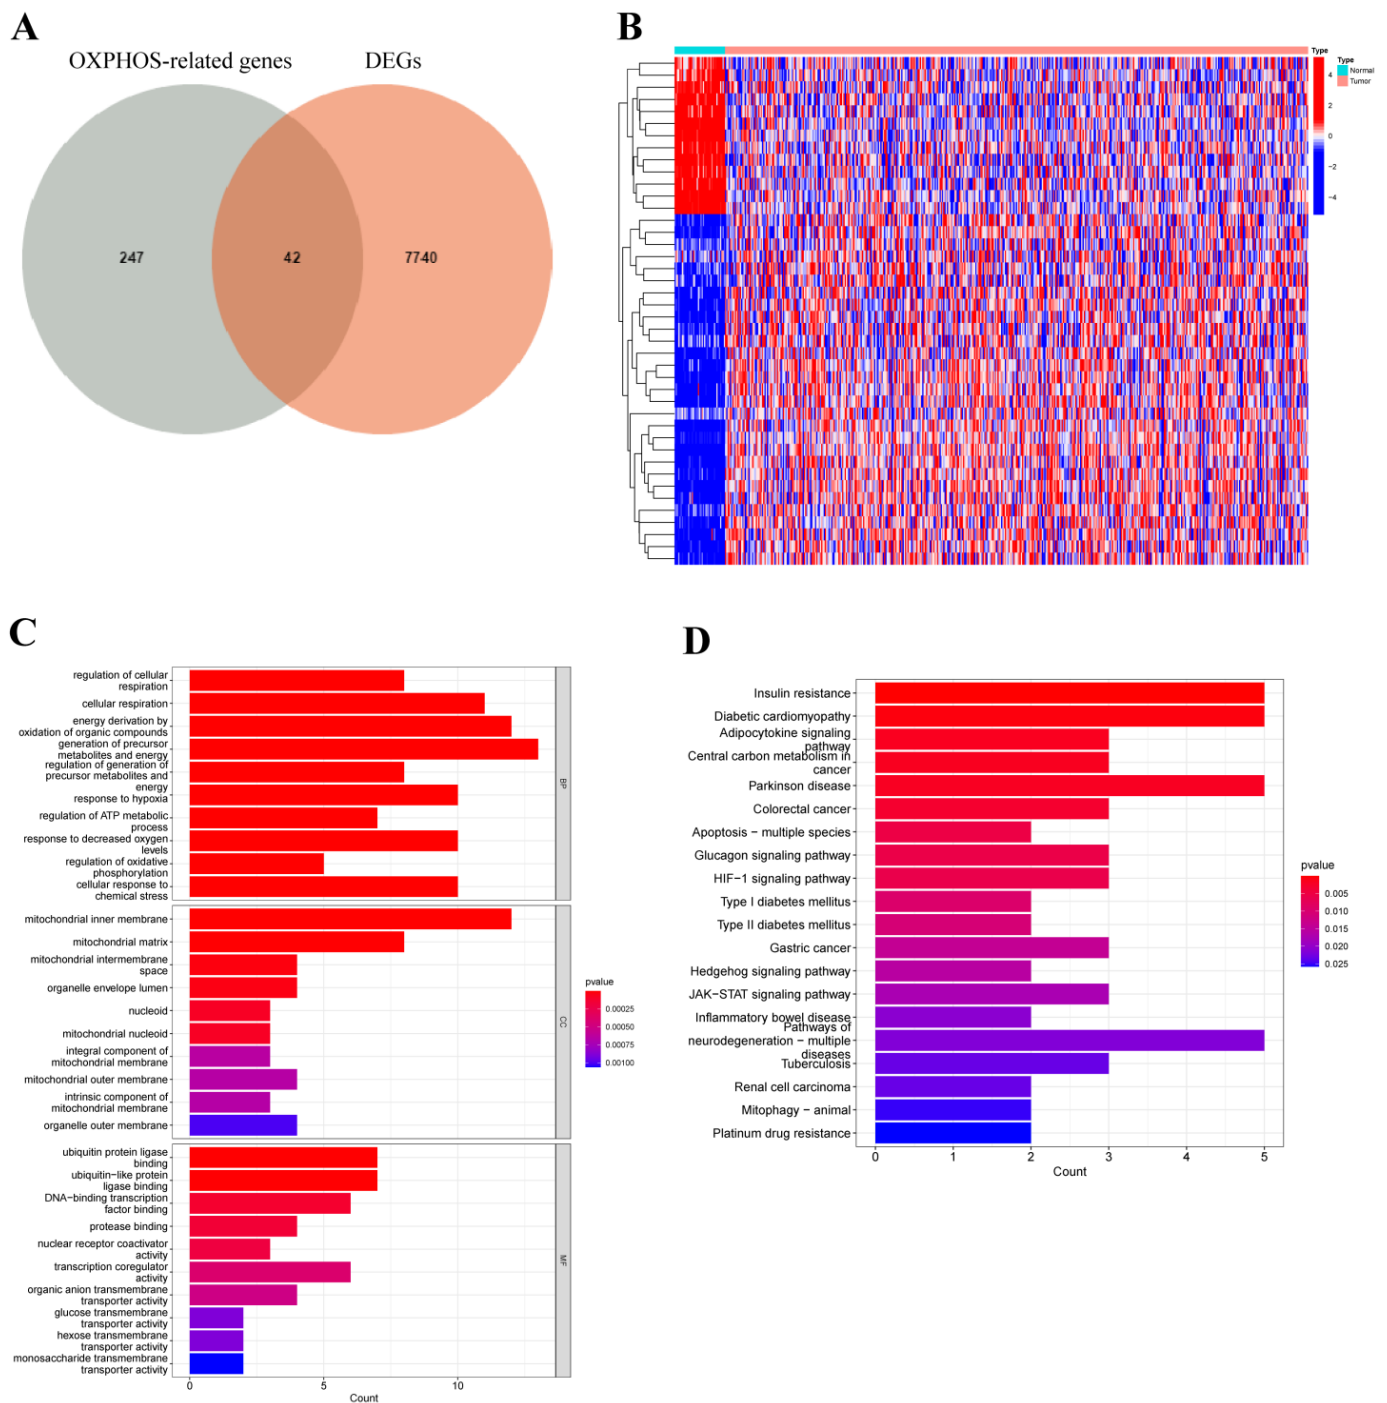 A
OXPHOS-related genes
DEGs
247
42
7740
B
Type
4
2
0
−2
−4
Type
Normal
Tumor
C
regulation of cellular
respiration
cellular respiration
energy derivation by
oxidation of organic compounds
generation of precursor
metabolites and energy
regulation of generation of
precursor metabolites and
energy
response to hypoxia
regulation of ATP metabolic
process
response to decreased oxygen
levels
regulation of oxidative
phosphorylation
cellular response to
chemical stress
BP
mitochondrial inner membrane
mitochondrial matrix
mitochondrial intermembrane
space
organelle envelope lumen
nucleoid
mitochondrial nucleoid
integral component of
mitochondrial membrane
mitochondrial outer membrane
intrinsic component of
mitochondrial membrane
organelle outer membrane
CC
ubiquitin protein ligase
binding
ubiquitin−like protein
ligase binding
DNA−binding transcription
factor binding
protease binding
nuclear receptor coactivator
activity
transcription coregulator
activity
organic anion transmembrane
transporter activity
glucose transmembrane
transporter activity
hexose transmembrane
transporter activity
monosaccharide transmembrane
transporter activity
MF
0
5
10
Count
pvalue
0.00025
0.00050
0.00075
0.00100
D
Insulin resistance
Diabetic cardiomyopathy
Adipocytokine signaling
pathway
Central carbon metabolism in
cancer
Parkinson disease
Colorectal cancer
Apoptosis − multiple species
Glucagon signaling pathway
HIF−1 signaling pathway
Type I diabetes mellitus
Type II diabetes mellitus
Gastric cancer
Hedgehog signaling pathway
JAK−STAT signaling pathway
Inflammatory bowel disease
Pathways of
neurodegeneration − multiple
diseases
Tuberculosis
Renal cell carcinoma
Mitophagy − animal
Platinum drug resistance
0
1
2
3
4
5
Count
pvalue
0.005
0.010
0.015
0.020
0.025